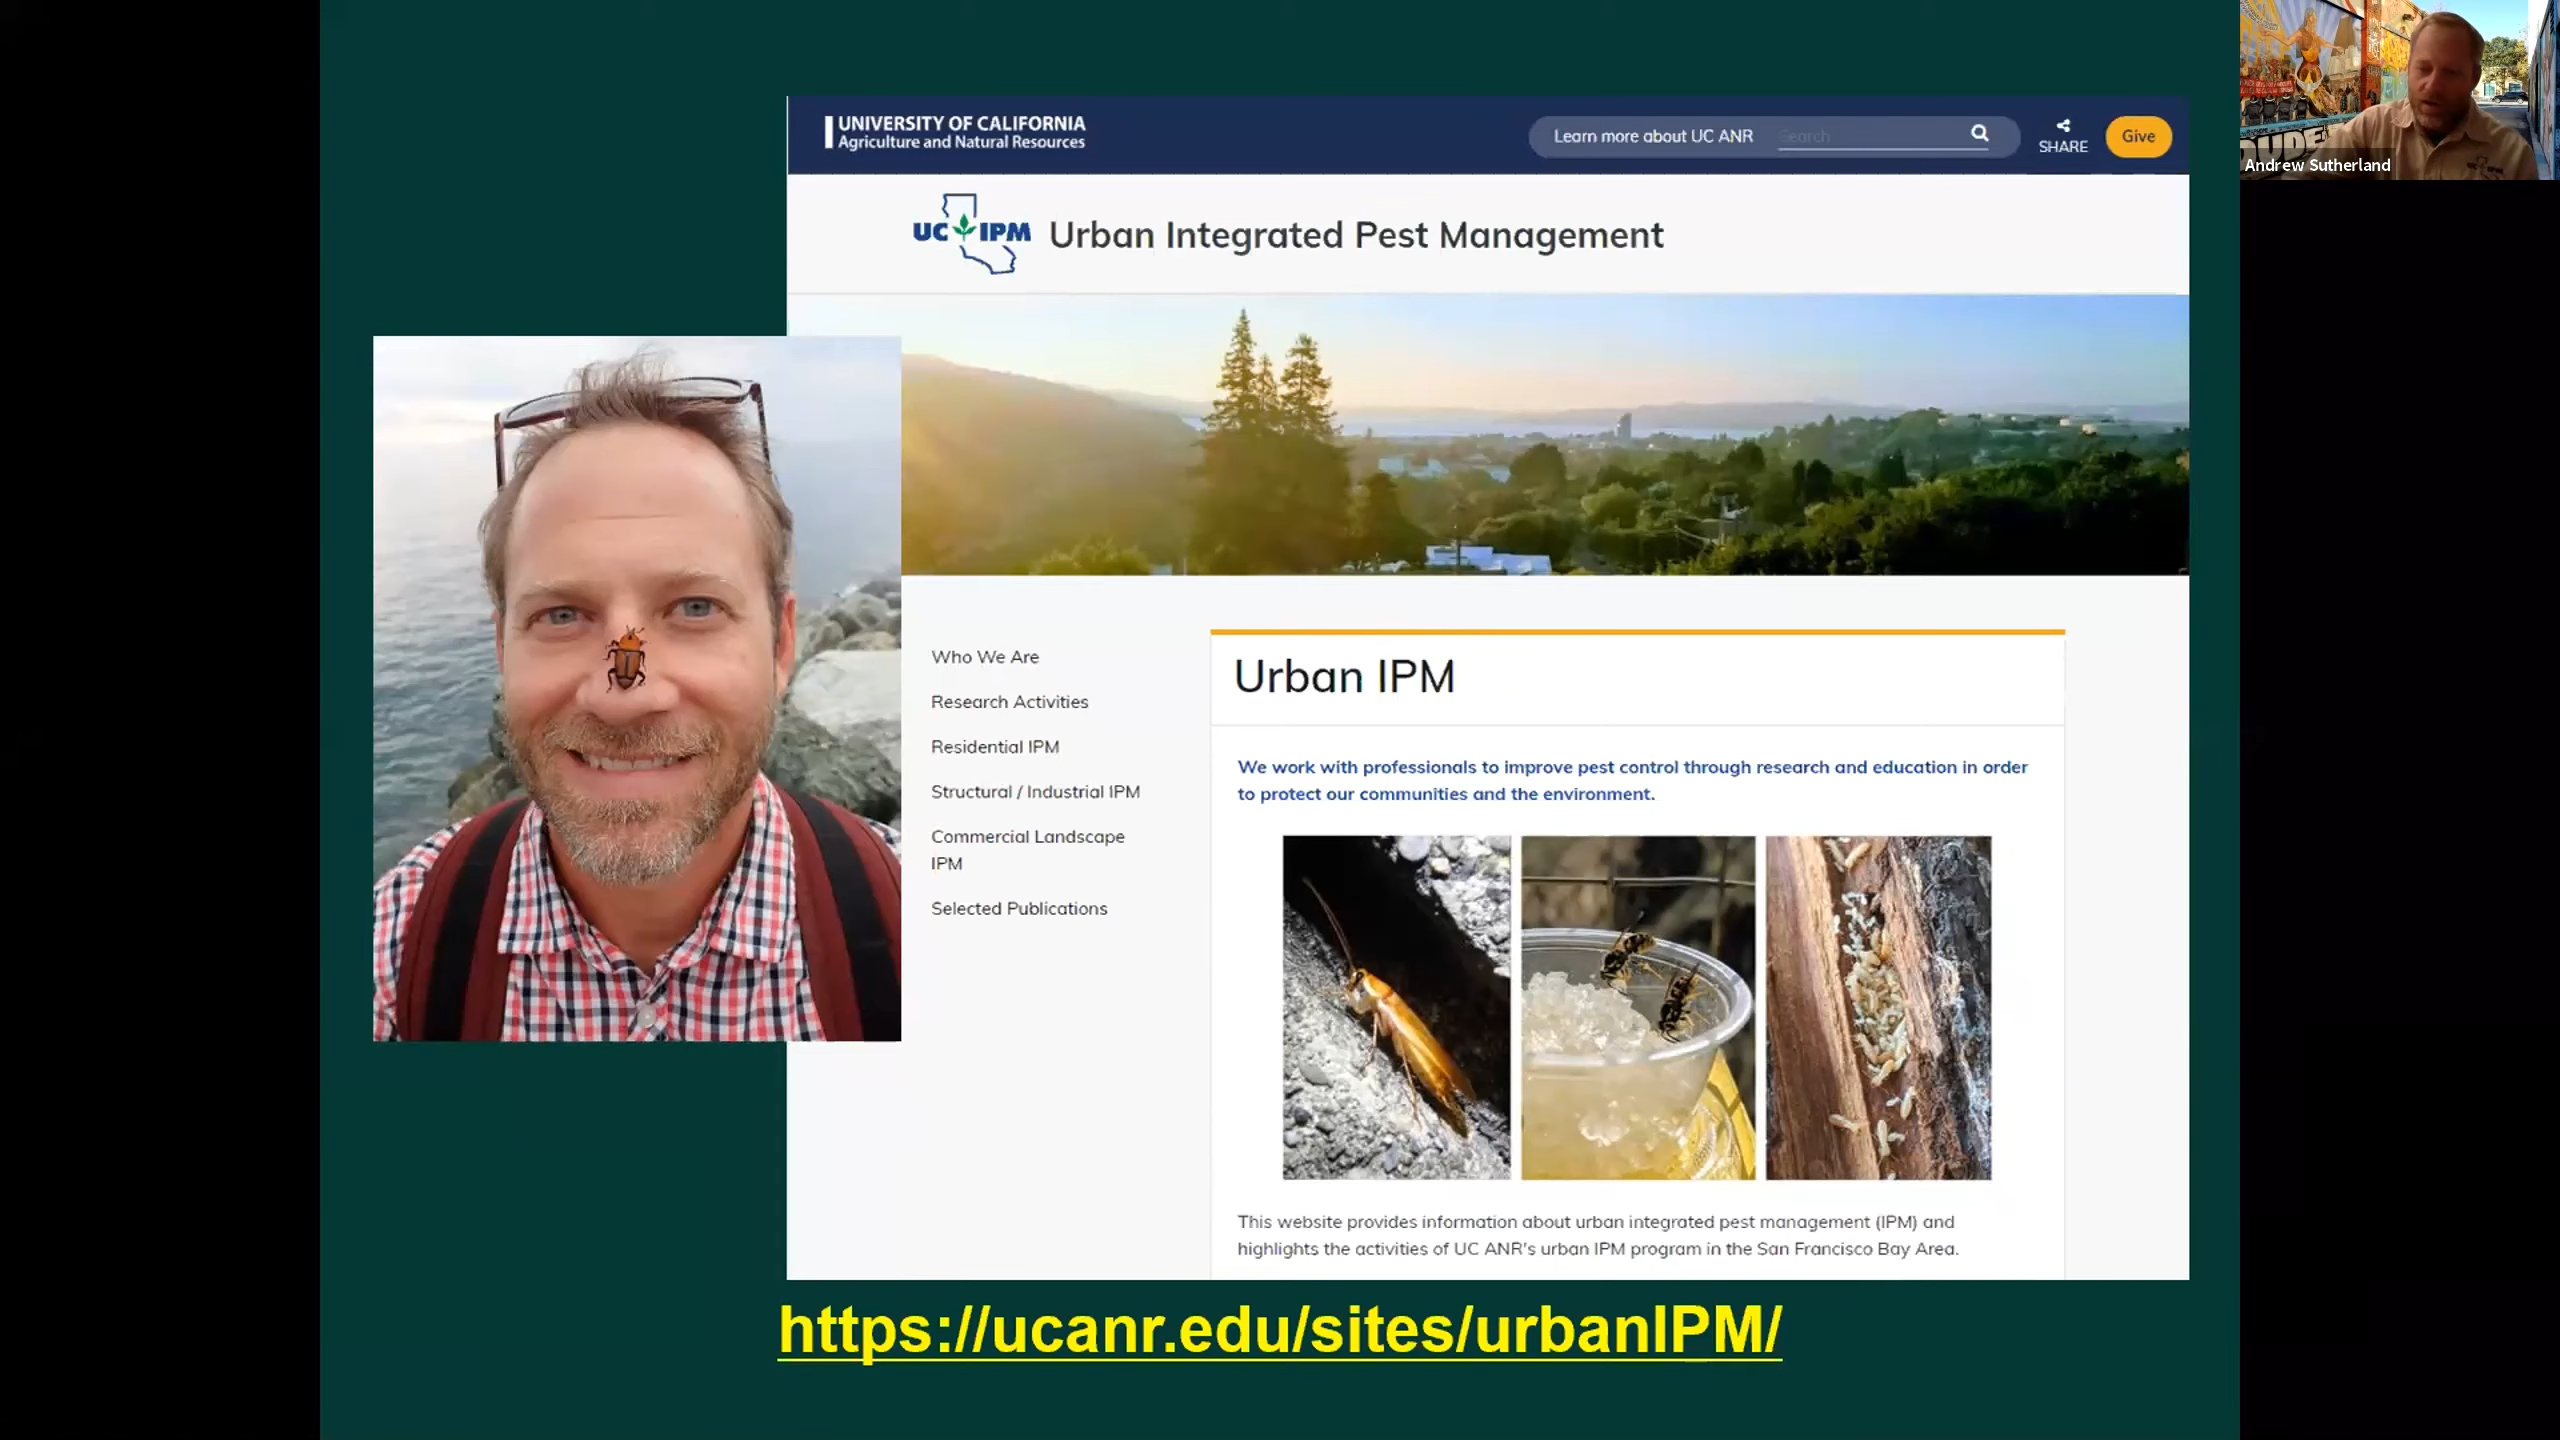 UNIVERSITY OF CALIFORNIA
Agriculture and Natural Resources
Learn more about UC ANR
Search
SHARE
Give
UC IPM
Urban Integrated Pest Management
Who We Are
Research Activities
Residential IPM
Structural / Industrial IPM
Commercial Landscape
IPM
Selected Publications
Urban IPM
We work with professionals to improve pest control through research and education in order
to protect our communities and the environment.
This website provides information about urban integrated pest management (IPM) and
highlights the activities of UC ANR's urban IPM program in the San Francisco Bay Area.
https://ucanr.edu/sites/urbanIPM/
DUDE
Andrew Sutherland